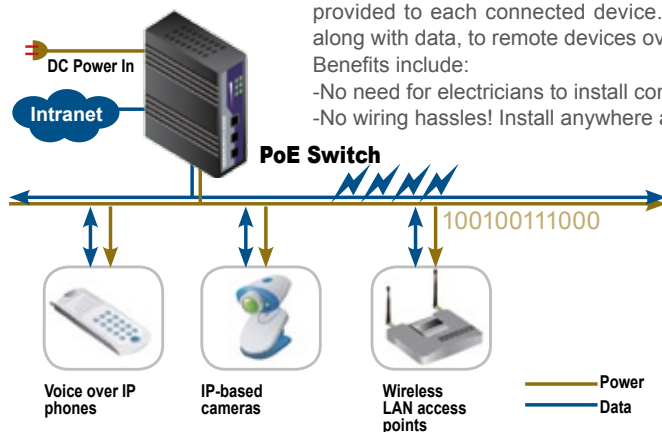 provided to each connected device.
along with data, to remote devices
Benefits include:
-No need for electricians to install
-No wiring hassles! Install anywhere
DC Power In
Intranet
PoE Switch
100100111000
Voice over IP
phones
IP-based
cameras
Wireless
LAN access
points
Power
Data